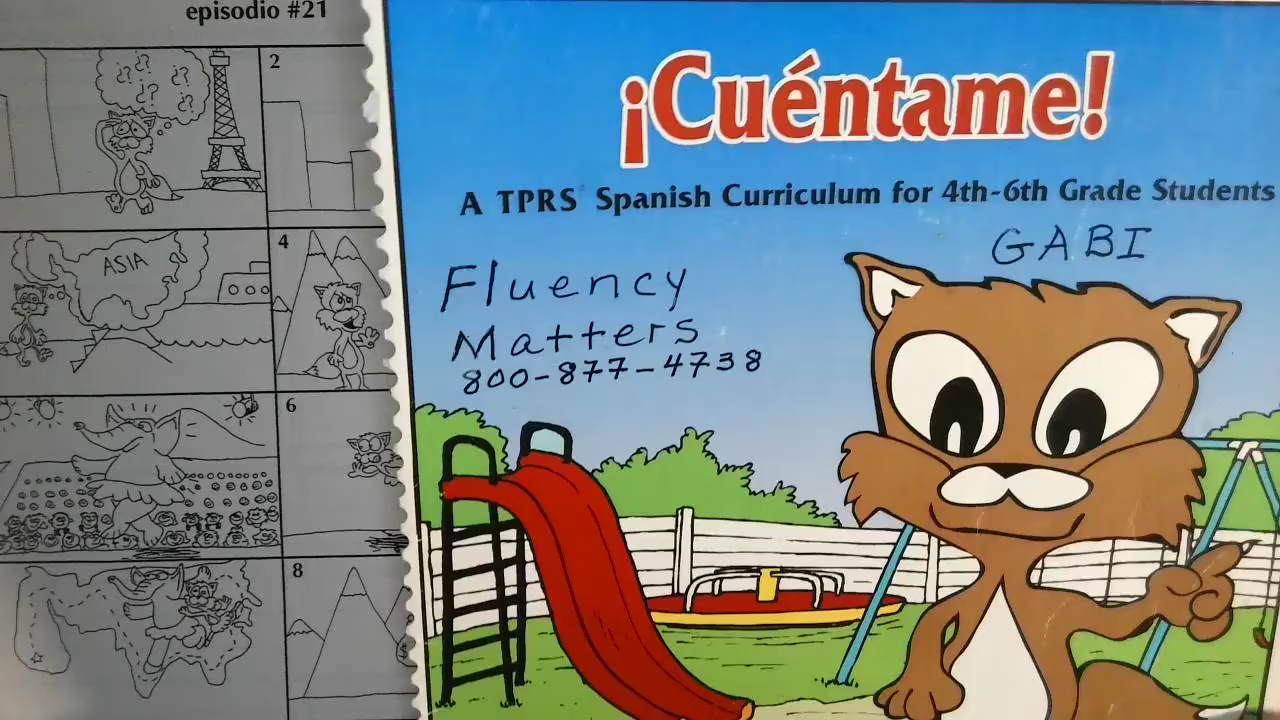 episodio #21
2
ASIA
4
6
8
¡Cuéntame!
A TPRS Spanish Curriculum for 4th-6th Grade Students
GABI
Fluency
Matters
800-877-4738